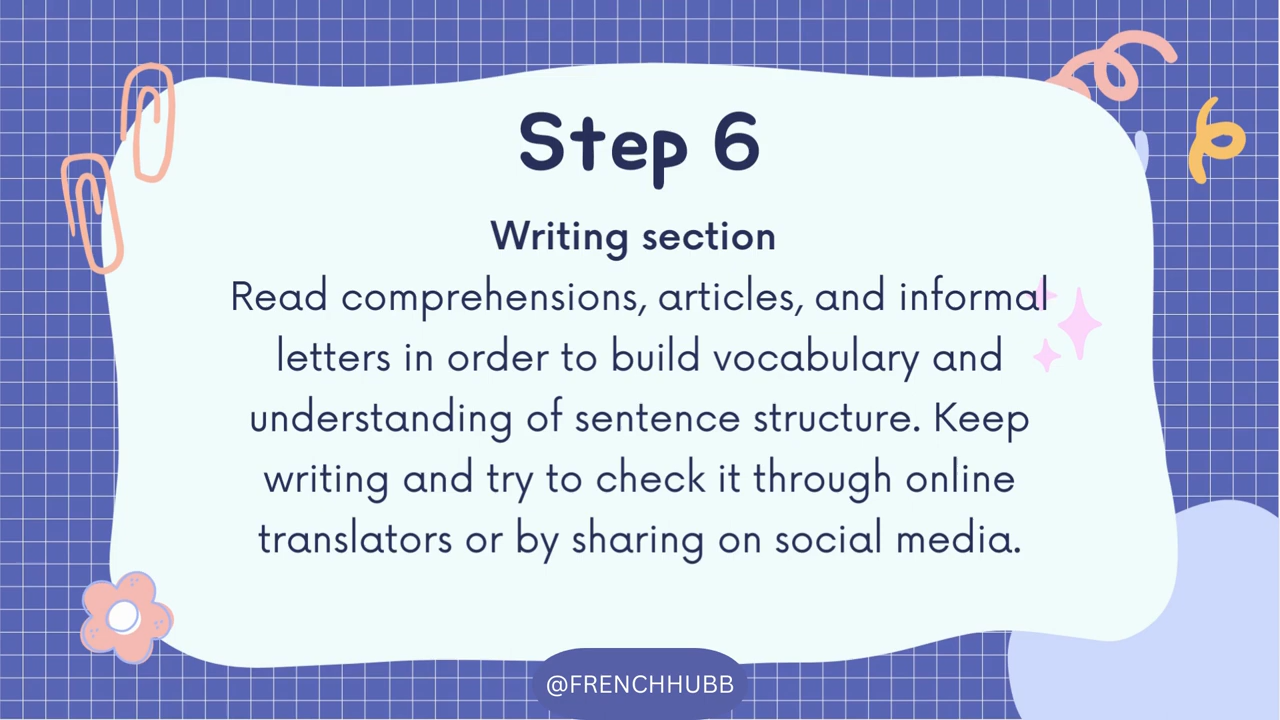 Step 6
Writing section
Read comprehensions, articles, and informal
letters in order to build vocabulary and
understanding of sentence structure. Keep
writing and try to check it through online
translators or by sharing on social media.
@FRENCHHUBB